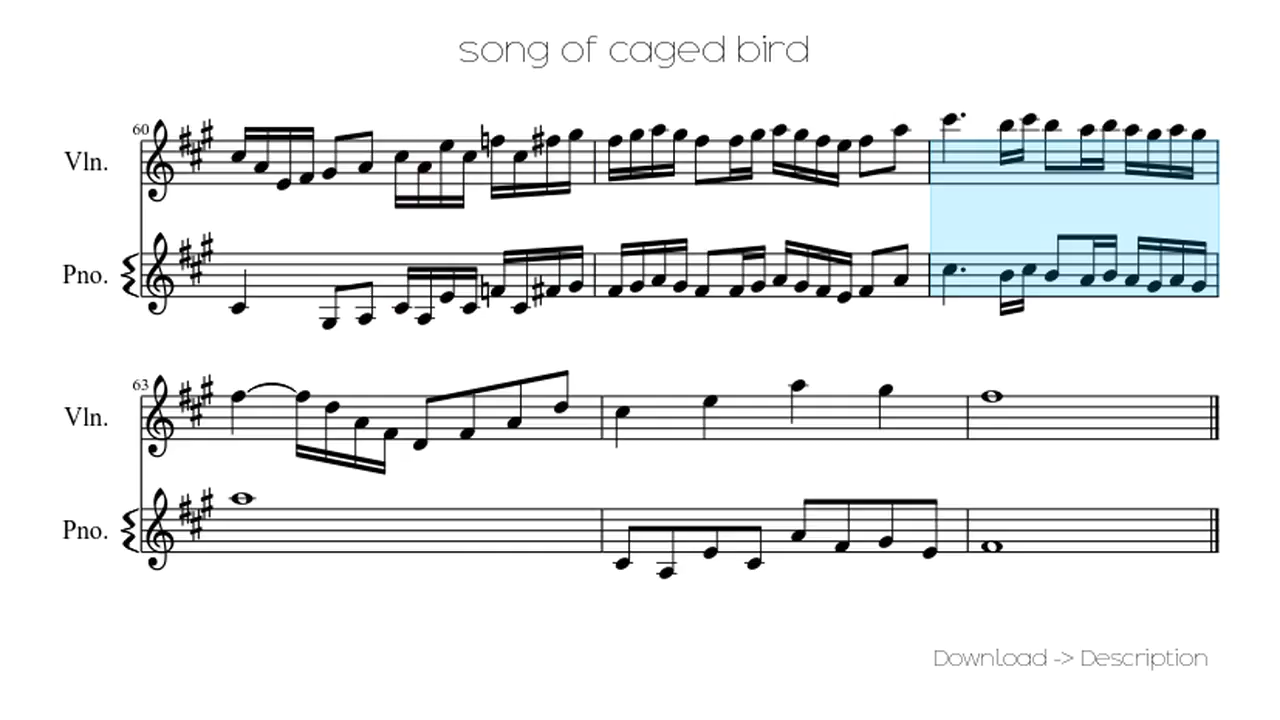 song of caged bird
60
Vln.
Pno.
63
Vln.
Pno.
Download -> Description